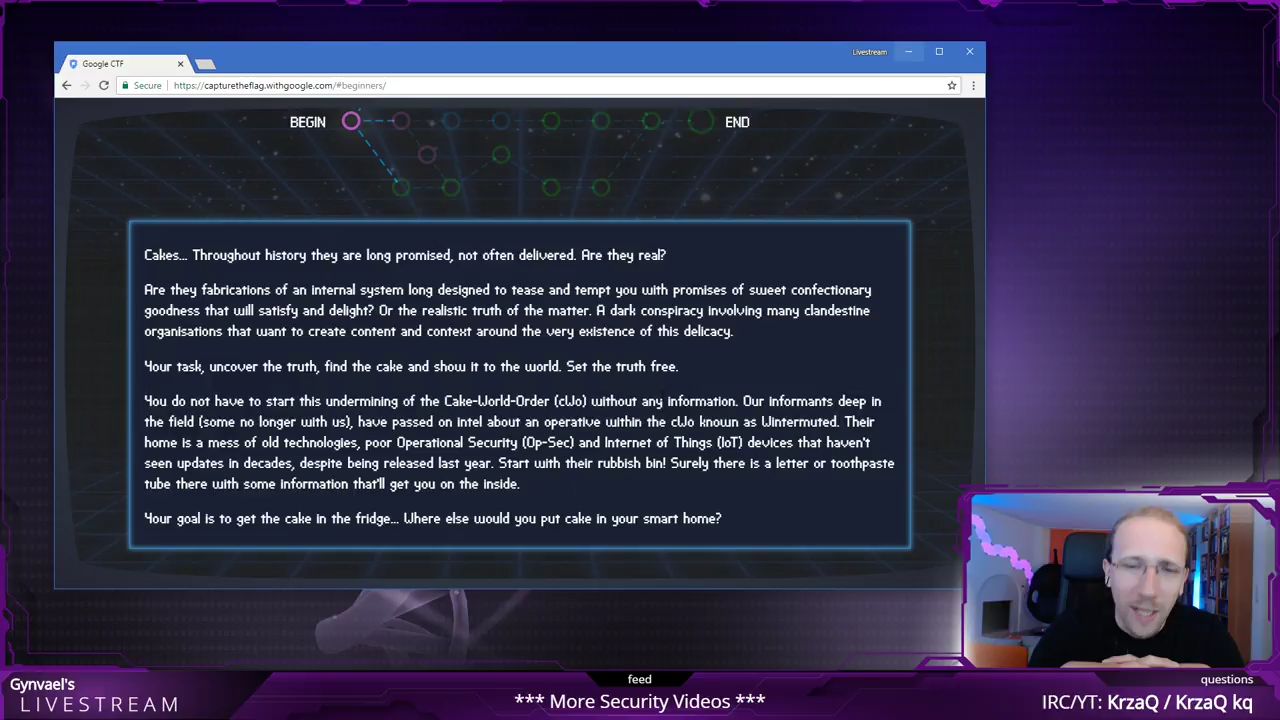 Livestream
Google CTF
Secure
https://capturetheflag.withgoogle.com/#beginners/
BEGIN
END
Cakes... Throughout history they are long promised, not often delivered. Are they real?
Are they fabrications of an internal system long designed to tease and tempt you with promises of sweet confectionary
goodness that will satisfy and delight? Or the realistic truth of the matter. A dark conspiracy involving many clandestine
organisations that want to create content and context around the very existence of this delicacy.
Your task, uncover the truth, find the cake and show it to the world. Set the truth free.
You do not have to start this undermining of the Cake-World-Order (cWo) without any information. Our informants deep in
the field (some no longer with us), have passed on intel about an operative within the cWo known as Wintermuted. Their
home is a mess of old technologies, poor Operational Security (Op-Sec) and Internet of Things (IoT) devices that haven't
seen updates in decades, despite being released last year. Start with their rubbish bin! Surely there is a letter or toothpaste
tube there with some information that'll get you on the inside.
Your goal is to get the cake in the fridge... Where else would you put cake in your smart home?
Gynvael's
LIVESTREAM
feed
*** More Security Videos ***
questions
IRC/YT: KrzaQ / KrzaQ kq